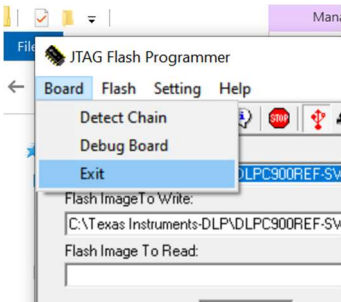 Mana
File
JTAG Flash Programmer
Board Flash Setting Help
STOP
Detect Chain
Debug Board
Exit
DLPC900REF-SV
Flash ImageTo Write:
C:\Texas Instruments-DLP\DLPC900REF-SV
Flash Image To Read: